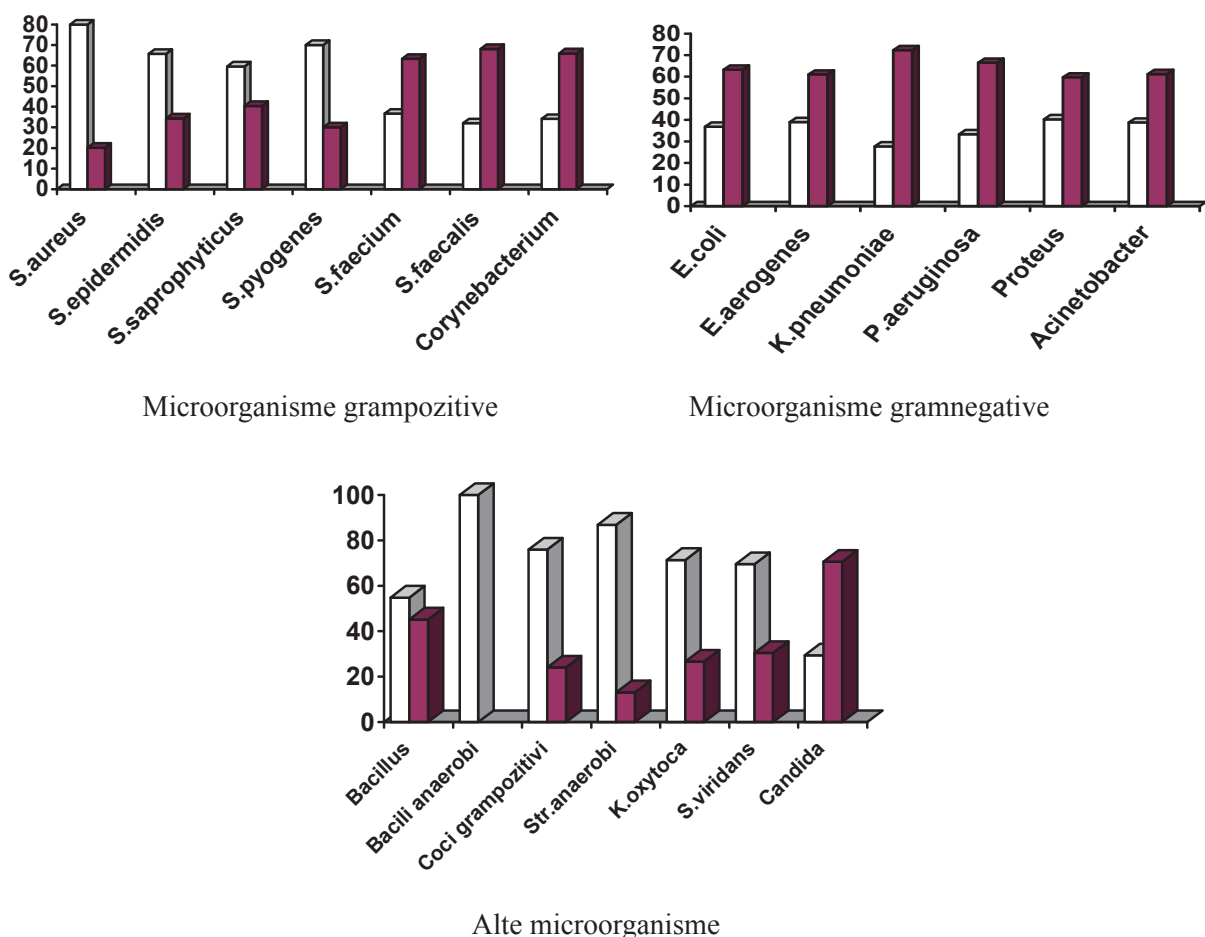 80
70
60
50
40
30
20
10
0
S.aureus
S.epidermidis
S.saprophyticus
S.pyogenes
S.faecium
S.faecalis
Corynebacterium
Microorganisme grampozitive
80
70
60
50
40
30
20
10
0
E.coli
E.aerogenes
K.pneumoniae
P.aeruginosa
Proteus
Acinetobacter
Microorganisme gramnegative
100
80
60
40
20
0
Bacillus
Bacili anaerobi
Coci grampozitivi
Str.anaerobi
K.oxytoca
S.viridans
Candida
Alte microorganisme